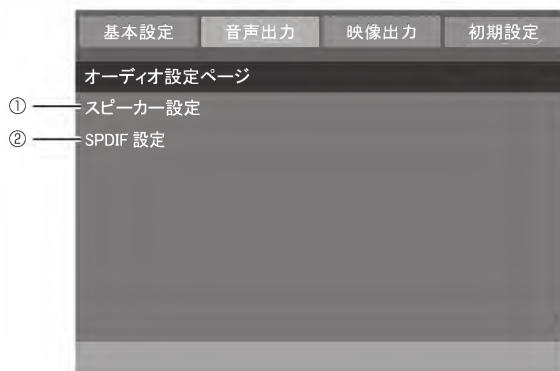 基本設定 音声出力 映像出力 初期設定
オーディオ設定ページ
① スピーカー設定
② SPDIF 設定